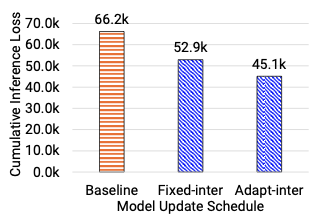 Cumulative Inference Loss
70.0k
60.0k
50.0k
40.0k
30.0k
20.0k
10.0k
0.0k
66.2k
52.9k
45.1k
Baseline
Fixed-inter
Adapt-inter
Model Update Schedule